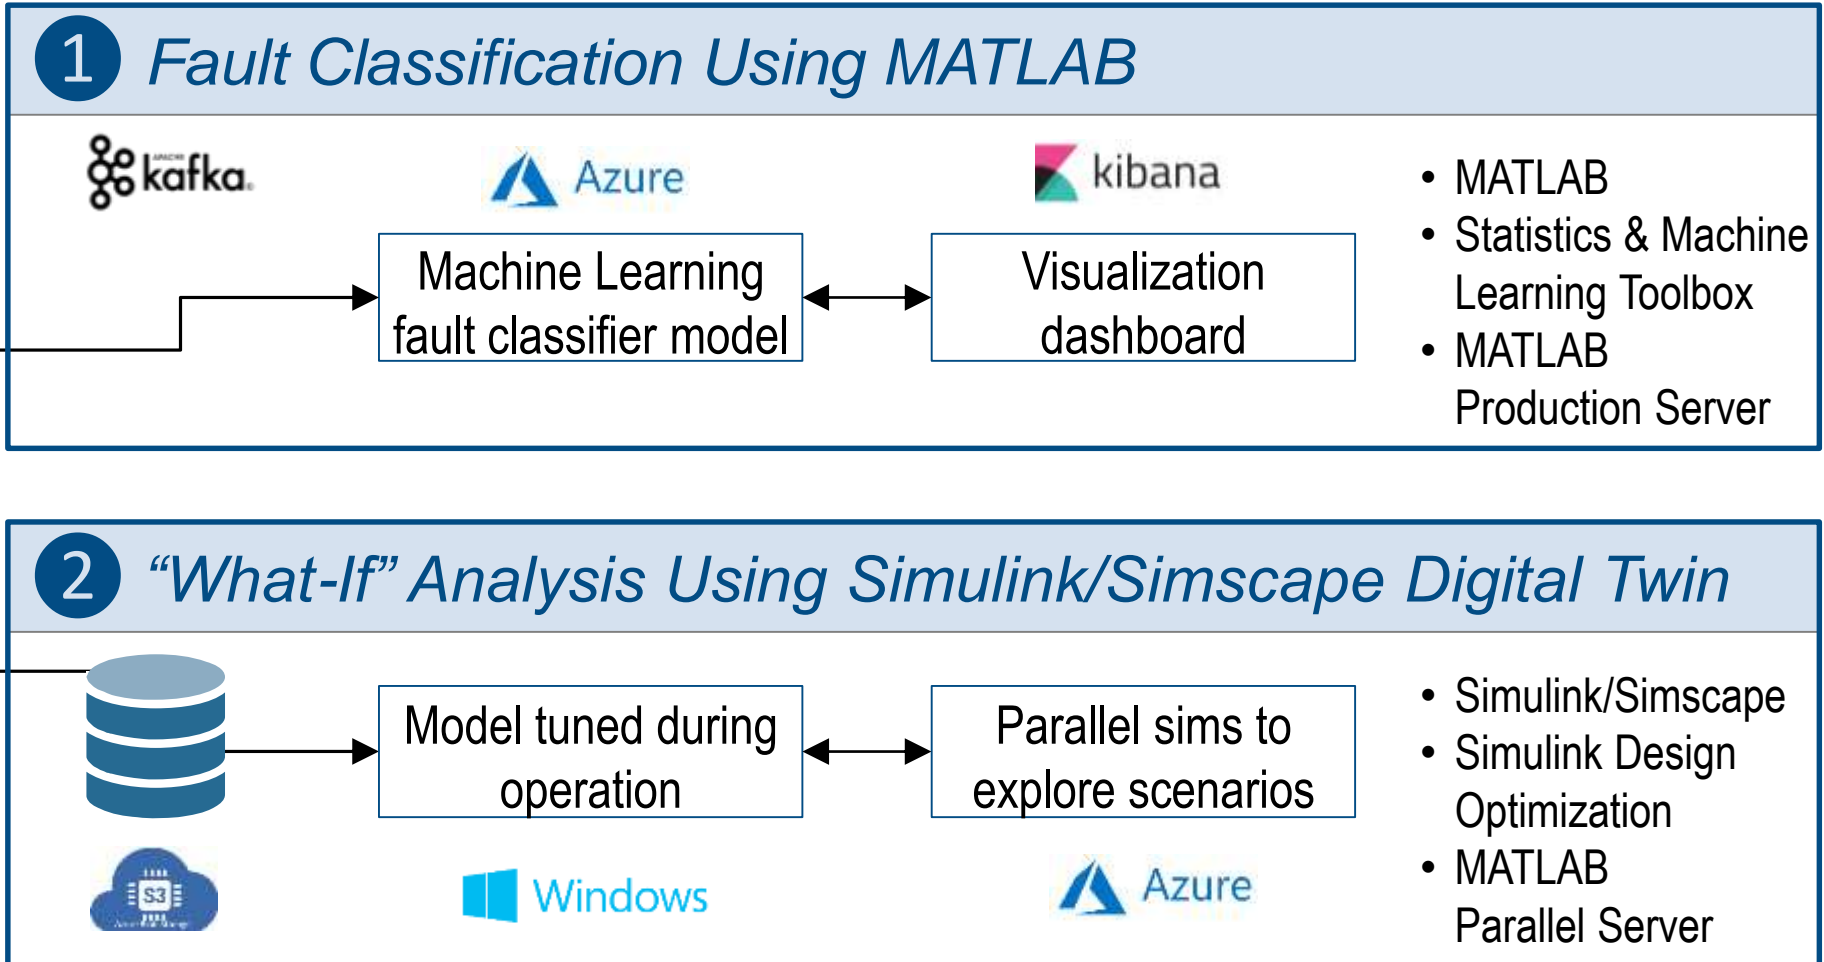 1 Fault Classification Using MATLAB
APACHE
kafka®
Azure
kibana
Machine Learning
fault classifier model
Visualization
dashboard
• MATLAB
• Statistics & Machine
Learning Toolbox
• MATLAB
Production Server
2 “What-If” Analysis Using Simulink/Simscape Digital Twin
Model tuned during
operation
Parallel sims to
explore scenarios
S3
Windows
Azure
• Simulink/Simscape
• Simulink Design
Optimization
• MATLAB
Parallel Server